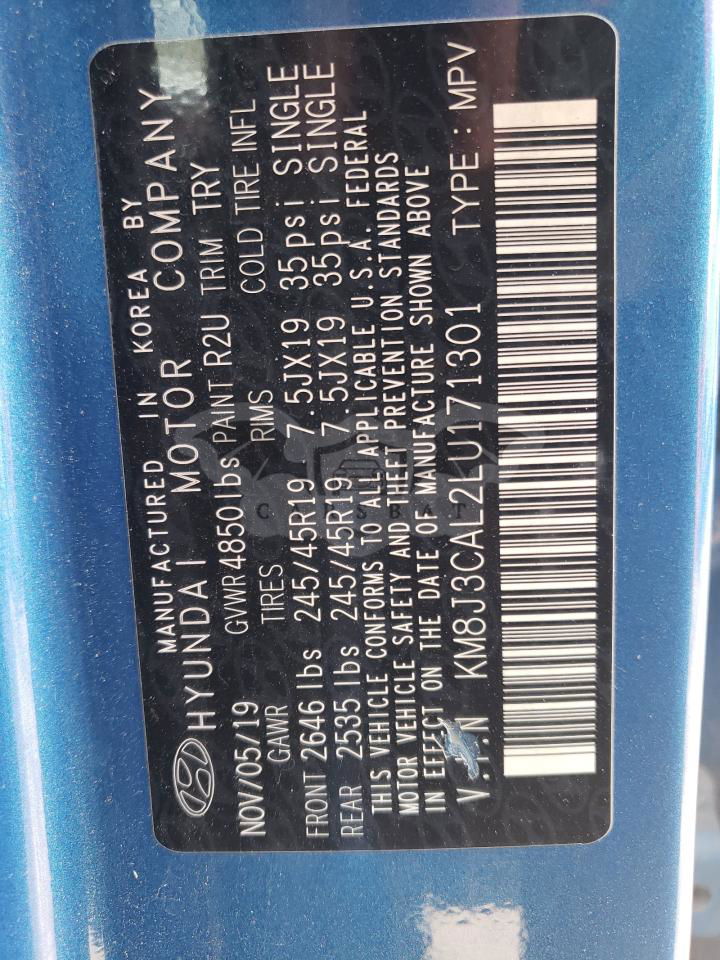 MANUFACTURED IN KOREA BY
HYUNDAI MOTOR COMPANY
NOV/05/19 GVWR 4850 lbs PAINT R2U TRIM TRY
GAWR TIRES RIMS COLD TIRE INFL
FRONT 2646 lbs 245/45R19 7.5JX19 35psi SINGLE
REAR 2535 lbs 245/45R19 7.5JX19 35psi SINGLE
THIS VEHICLE CONFORMS TO ALL APPLICABLE U.S.A. FEDERAL
MOTOR VEHICLE SAFETY AND THEFT PREVENTION STANDARDS
IN EFFECT ON THE DATE OF MANUFACTURE SHOWN ABOVE
V.I.N KM8J3CAL2LU171301 TYPE : MPV
CARSBAT